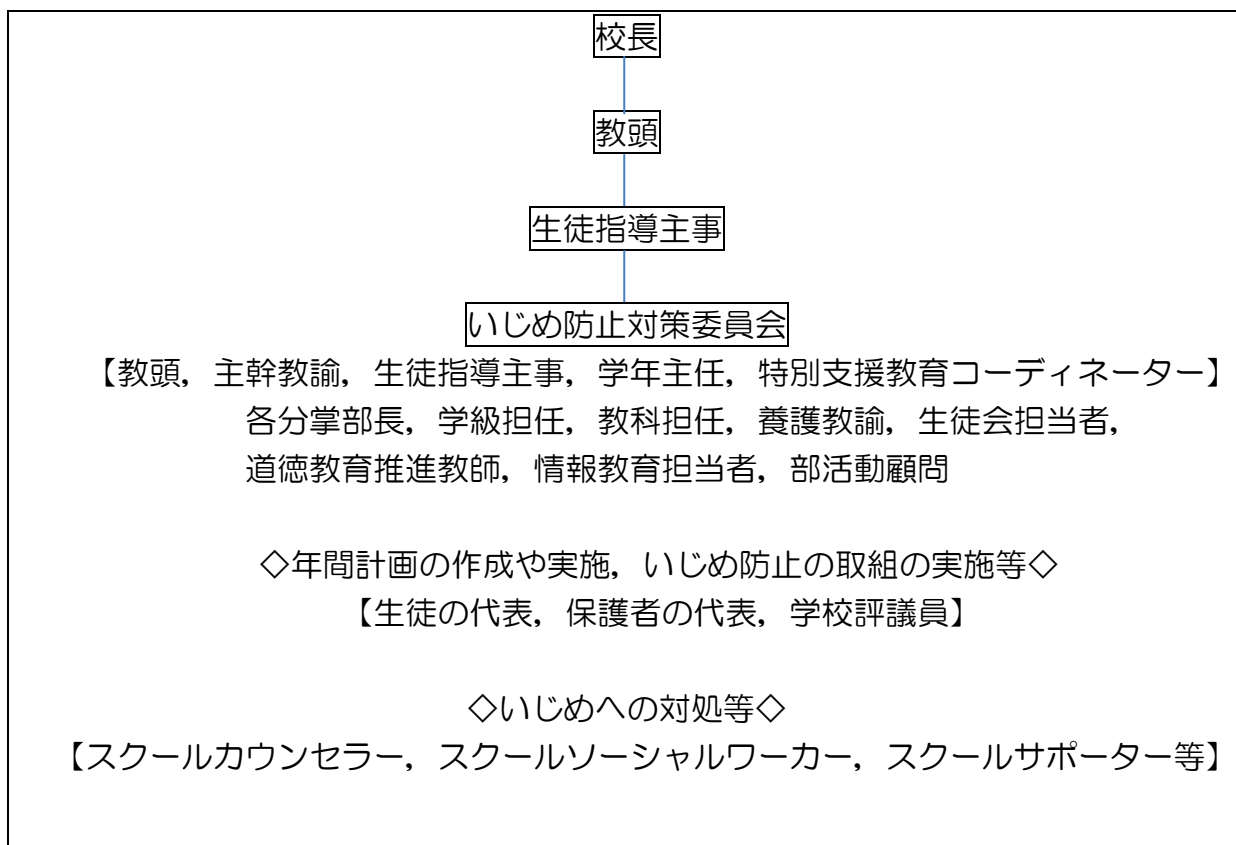 校長
教頭
生徒指導主事
いじめ防止対策委員会
【教頭，主幹教諭，生徒指導主事，学年主任，特別支援教育コーディネーター】
各分掌部長，学級担任，教科担任，養護教諭，生徒会担当者，
道徳教育推進教師，情報教育担当者，部活動顧問
◇年間計画の作成や実施，いじめ防止の取組の実施等◇
【生徒の代表，保護者の代表，学校評議員】
◇いじめへの対処等◇
【スクールカウンセラー，スクールソーシャルワーカー，スクールサポーター等】